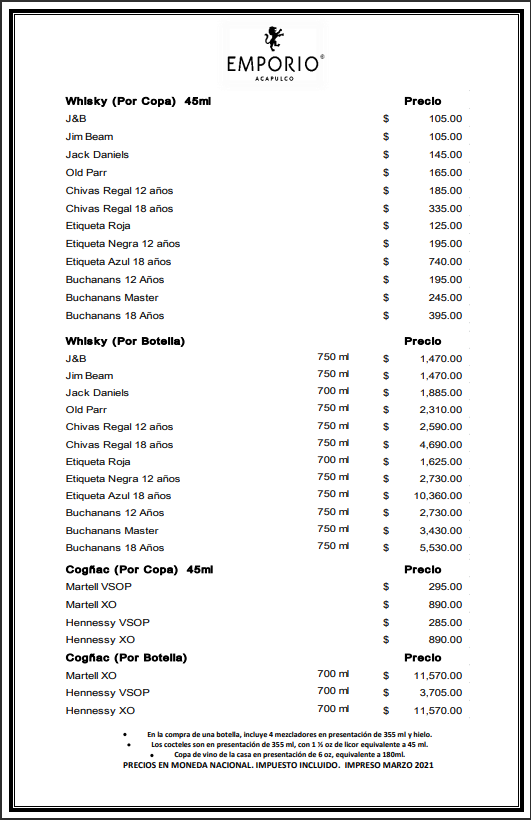 EMPORIO®
ACAPULCO
Whisky (Por Copa) 45ml Precio
J&B $ 105.00
Jim Beam $ 105.00
Jack Daniels $ 145.00
Old Parr $ 165.00
Chivas Regal 12 años $ 185.00
Chivas Regal 18 años $ 335.00
Etiqueta Roja $ 125.00
Etiqueta Negra 12 años $ 195.00
Etiqueta Azul 18 años $ 740.00
Buchanans 12 Años $ 195.00
Buchanans Master $ 245.00
Buchanans 18 Años $ 395.00
Whisky (Por Botella) Precio
J&B 750 ml $ 1,470.00
Jim Beam 750 ml $ 1,470.00
Jack Daniels 700 ml $ 1,885.00
Old Parr 750 ml $ 2,310.00
Chivas Regal 12 años 750 ml $ 2,590.00
Chivas Regal 18 años 750 ml $ 4,690.00
Etiqueta Roja 700 ml $ 1,625.00
Etiqueta Negra 12 años 750 ml $ 2,730.00
Etiqueta Azul 18 años 750 ml $ 10,360.00
Buchanans 12 Años 750 ml $ 2,730.00
Buchanans Master 750 ml $ 3,430.00
Buchanans 18 Años 750 ml $ 5,530.00
Cogñac (Por Copa) 45ml Precio
Martell VSOP $ 295.00
Martell XO $ 890.00
Hennessy VSOP $ 285.00
Hennessy XO $ 890.00
Cogñac (Por Botella) Precio
Martell XO 700 ml $ 11,570.00
Hennessy VSOP 700 ml $ 3,705.00
Hennessy XO 700 ml $ 11,570.00
• En la compra de una botella, incluye 4 mezcladores en presentación de 355 ml y hielo.
• Los cocteles son en presentación de 355 ml, con 1 ½ oz de licor equivalente a 45 ml.
• Copa de vino de la casa en presentación de 6 oz, equivalente a 180ml.
PRECIOS EN MONEDA NACIONAL. IMPUESTO INCLUIDO. IMPRESO MARZO 2021